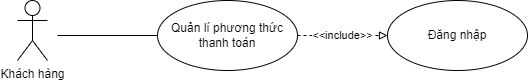 Quản lí phương thức
thanh toán
<<include>>
Đăng nhập
Khách hàng